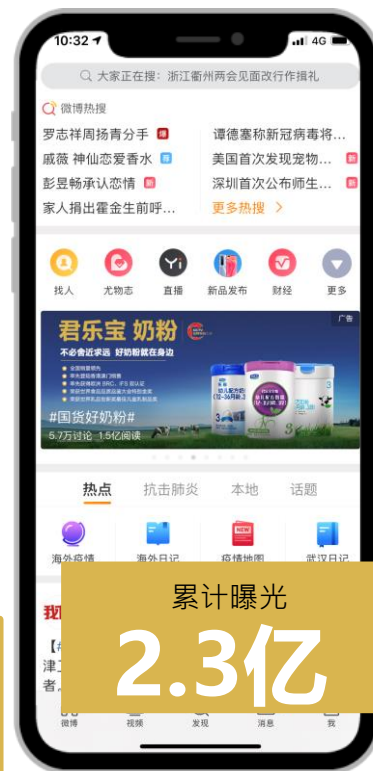 10:32
4G
大家正在搜：浙江衢州两会见面改行作揖礼
微博热搜
罗志祥周扬青分手 爆
谭德塞称新冠病毒将...
戚薇 神仙恋爱香水 荐
美国首次发现宠物... 新
彭昱畅承认恋情 新
深圳首次公布师生... 新
家人捐出霍金生前呼...
更多热搜 >
找人
尤物志
直播
新品发布
财经
更多
广告
君乐宝 奶粉
不必舍近求远 好奶粉就在身边
#国货好奶粉#
5.7万讨论 1.5亿阅读
热点
抗击肺炎
本地
话题
海外疫情
海外日记
疫情地图
武汉日记
累计曝光
2.3亿
【#
津
者。
微博
视频
发现
消息
我